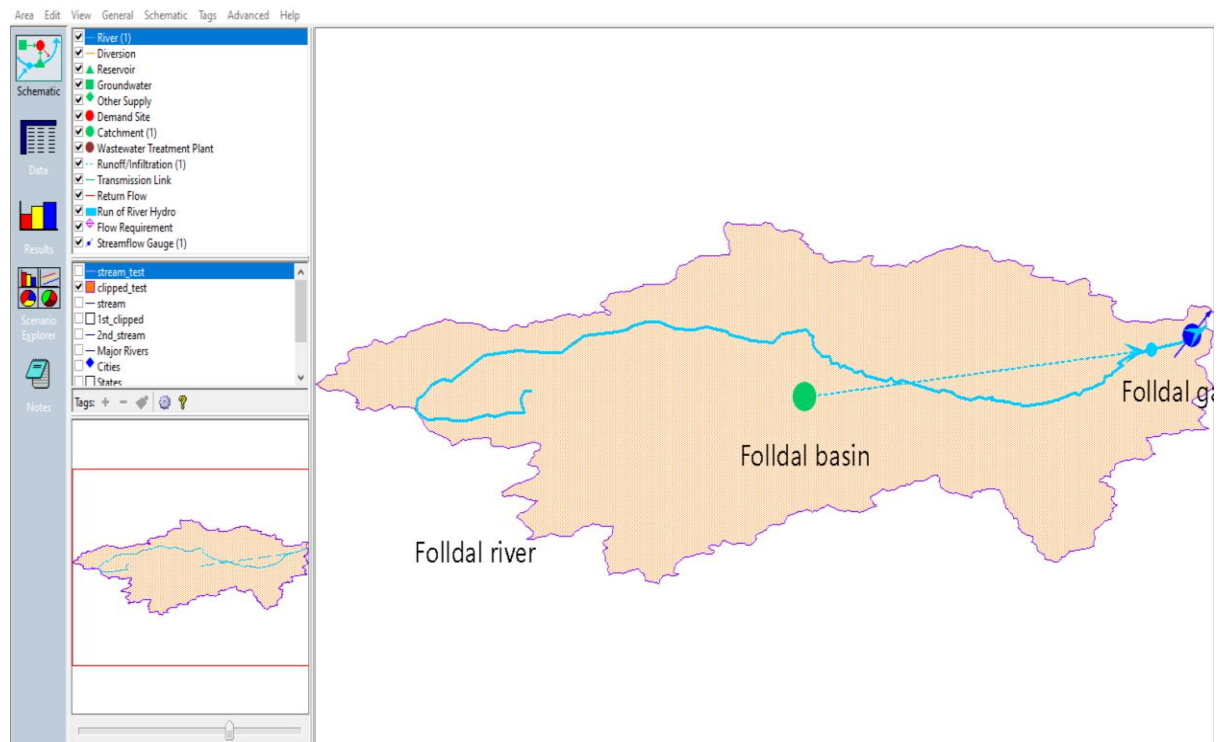 Area Edit View General Schematic Tags Advanced Help
Schematic
Data
Results
Scenario
Explorer
Notes
River (1)
Diversion
Reservoir
Groundwater
Other Supply
Demand Site
Catchment (1)
Wastewater Treatment Plant
Runoff/Infiltration (1)
Transmission Link
Return Flow
Run of River Hydro
Flow Requirement
Streamflow Gauge (1)
stream_test
clipped_test
stream
1st_clipped
2nd_stream
Major Rivers
Cities
States
Tags:
Folldal ga
Folldal basin
Folldal river